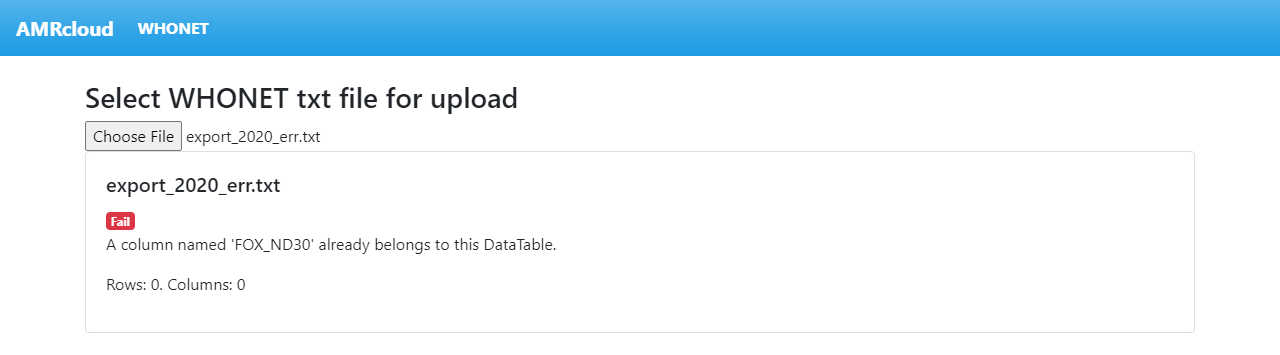 AMRcloud WHONET
Select WHONET txt file for upload
Choose File export_2020_err.txt
export_2020_err.txt
Fail
A column named 'FOX_ND30' already belongs to this DataTable.
Rows: 0. Columns: 0